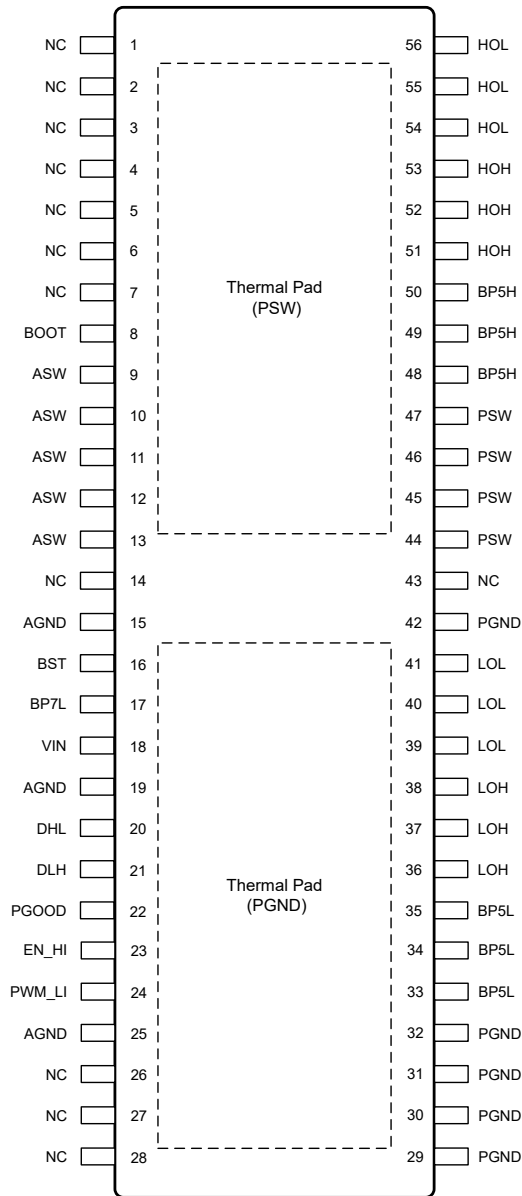 NC 1 56 HOL
NC 2 55 HOL
NC 3 54 HOL
NC 4 53 HOH
NC 5 52 HOH
NC 6 51 HOH
NC 7 Thermal Pad 50 BP5H
(PSW)
BOOT 8 49 BP5H
ASW 9 48 BP5H
ASW 10 47 PSW
ASW 11 46 PSW
ASW 12 45 PSW
ASW 13 44 PSW
NC 14 43 NC
AGND 15 42 PGND
BST 16 41 LOL
BP7L 17 40 LOL
VIN 18 39 LOL
AGND 19 38 LOH
DHL 20 37 LOH
DLH 21 36 LOH
Thermal Pad
PGOOD 22 (PGND) 35 BP5L
EN_HI 23 34 BP5L
PWM_LI 24 33 BP5L
AGND 25 32 PGND
NC 26 31 PGND
NC 27 30 PGND
NC 28 29 PGND